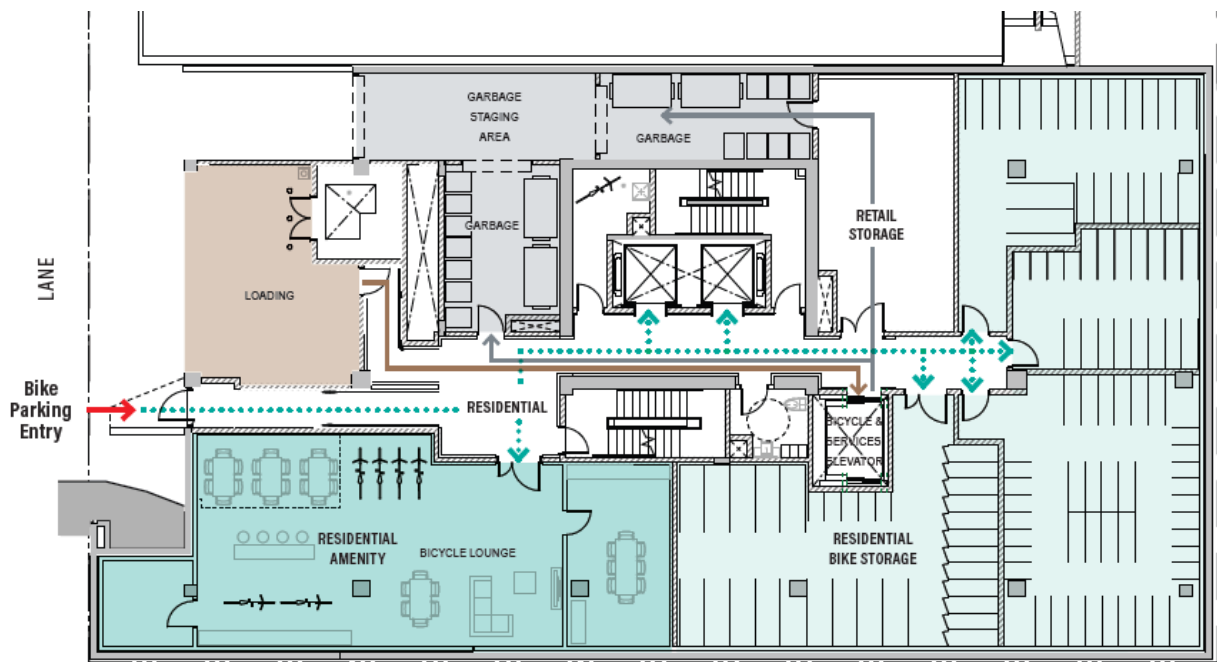 GARBAGE
STAGING
AREA
GARBAGE
GARBAGE
RETAIL
STORAGE
LANE
LOADING
Bike
Parking
Entry
RESIDENTIAL
BICYCLE &
SERVICES
ELEVATOR
RESIDENTIAL
AMENITY
BICYCLE LOUNGE
RESIDENTIAL
BIKE STORAGE